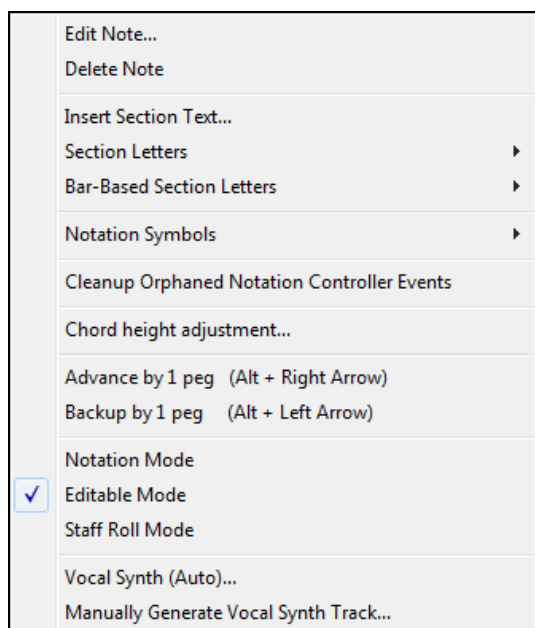 Edit Note...
Delete Note
Insert Section Text...
Section Letters
Bar-Based Section Letters
Notation Symbols
Cleanup Orphaned Notation Controller Events
Chord height adjustment...
Advance by 1 peg (Alt + Right Arrow)
Backup by 1 peg (Alt + Left Arrow)
Notation Mode
Editable Mode
Staff Roll Mode
Vocal Synth (Auto)...
Manually Generate Vocal Synth Track...